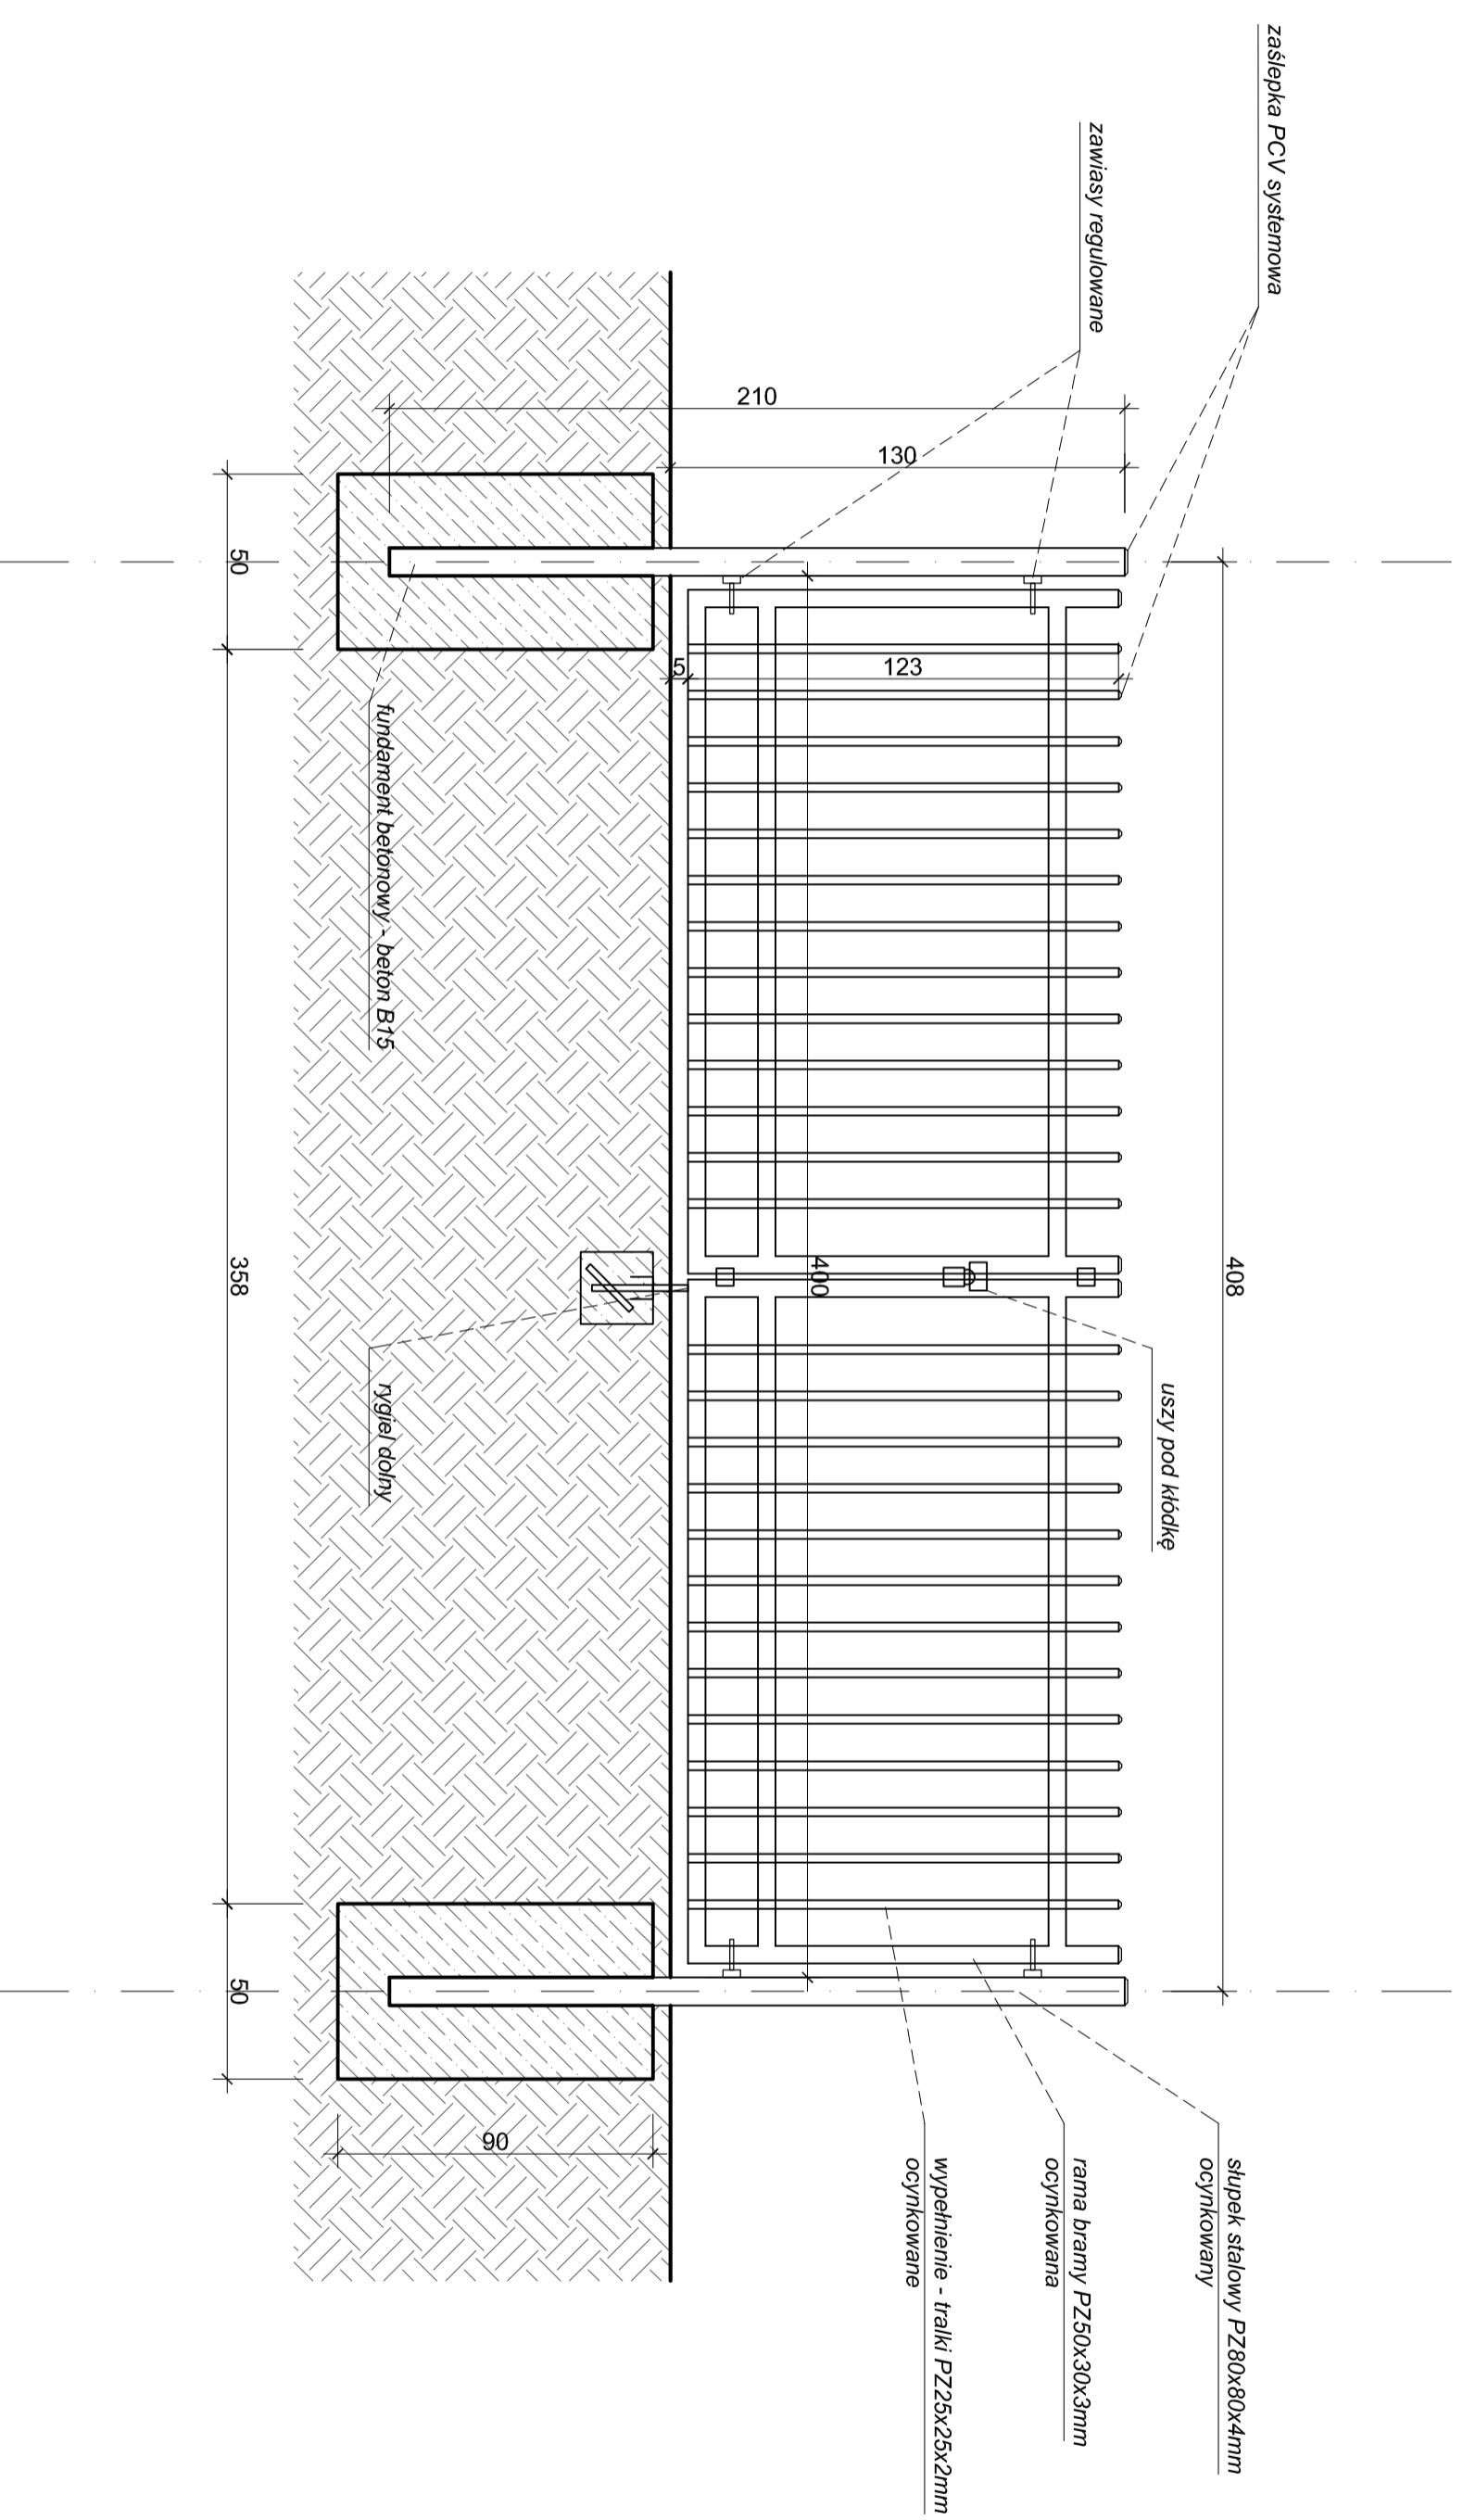 zaślepka PCV systemowa
zawiasy regulowane
408
uszy pod kłódkę
słupek stalowy PZ80x80x4mm
ocynkowany
rama bramy PZ50x30x3mm
ocynkowana
wypełnienie - tralki PZ25x25x2mm
ocynkowane
210
130
123
5
400
fundament betonowy - beton B15
rygiel dolny
90
50
358
50